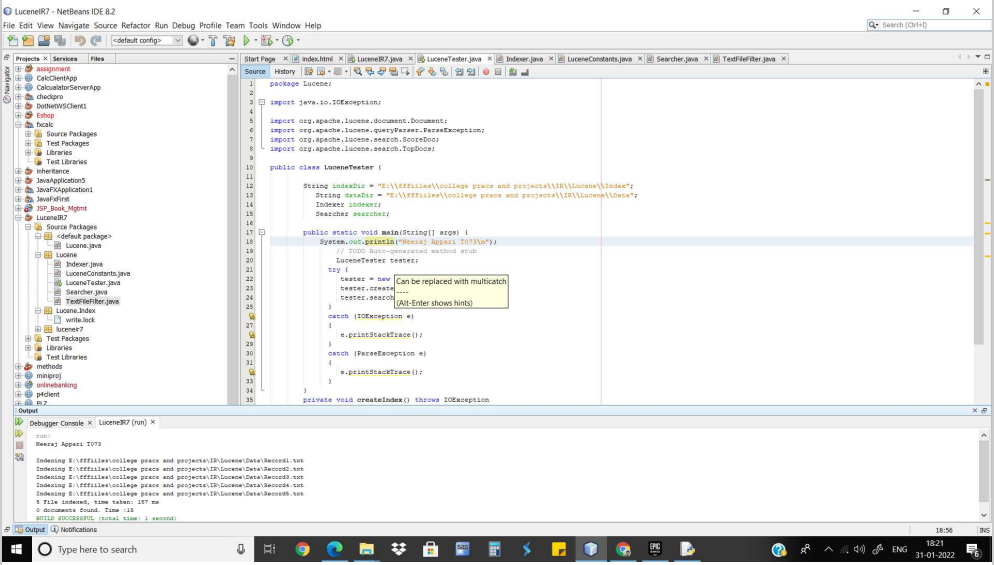 LuceneIR7 - NetBeans IDE 8.2
File Edit View Navigate Source Refactor Run Debug Profile Team Tools Window Help
Search (Ctrl+I)
<default config>
Projects × Services Files
Navigator
assignment
CalcClientApp
CalcualatorServerApp
checkpro
DotNetWSClient1
Eshop
fxcalc
Source Packages
Test Packages
Libraries
Test Libraries
inheritance
JavaApplication5
JavaFXApplication1
JavaFxFirst
JSP_Book_Mgtmt
LuceneIR7
Source Packages
<default package>
Lucene.java
Lucene
Indexer.java
LuceneConstants.java
LuceneTester.java
Searcher.java
TextFileFilter.java
Lucene.Index
write.lock
luceneir7
Test Packages
Libraries
Test Libraries
methods
miniproj
onlinebanking
p4client
Start Page × index.html × LuceneIR7.java × LuceneTester.java × Indexer.java × LuceneConstants.java × Searcher.java × TextFileFilter.java ×
Source History
1 package Lucene;
2
3 import java.io.IOException;
4
5 import org.apache.lucene.document.Document;
6 import org.apache.lucene.queryParser.ParseException;
7 import org.apache.lucene.search.ScoreDoc;
8 import org.apache.lucene.search.TopDocs;
9
10 public class LuceneTester {
11
12 String indexDir = "E:\\fffiiles\\college pracs and projects\\IR\\Lucene\\Index";
13 String dataDir = "E:\\fffiiles\\college pracs and projects\\IR\\Lucene\\Data";
14 Indexer indexer;
15 Searcher searcher;
16
17 public static void main(String[] args) {
18 System.out.println("Neeraj Appari T073\n");
19 // TODO Auto-generated method stub
20 LuceneTester tester;
21 try {
22 tester = new
23 tester.create
24 tester.search
25 }
catch (IOException e)
27 {
e.printStackTrace();
29 }
30 catch (ParseException e)
31 {
e.printStackTrace();
33 }
34 }
35 private void createIndex() throws IOException
Can be replaced with multicatch
----
(Alt-Enter shows hints)
Output
Debugger Console × LuceneIR7 (run) ×
run:
Neeraj Appari T073
Indexing E:\fffiiles\college pracs and projects\IR\Lucene\Data\Record1.txt
Indexing E:\fffiiles\college pracs and projects\IR\Lucene\Data\Record2.txt
Indexing E:\fffiiles\college pracs and projects\IR\Lucene\Data\Record3.txt
Indexing E:\fffiiles\college pracs and projects\IR\Lucene\Data\Record4.txt
Indexing E:\fffiiles\college pracs and projects\IR\Lucene\Data\Record5.txt
5 File indexed, time taken: 157 ms
0 documents found. Time :15
BUILD SUCCESSFUL (total time: 1 second)
Output Notifications
18:56 INS
Type here to search
ENG
18:21
31-01-2022